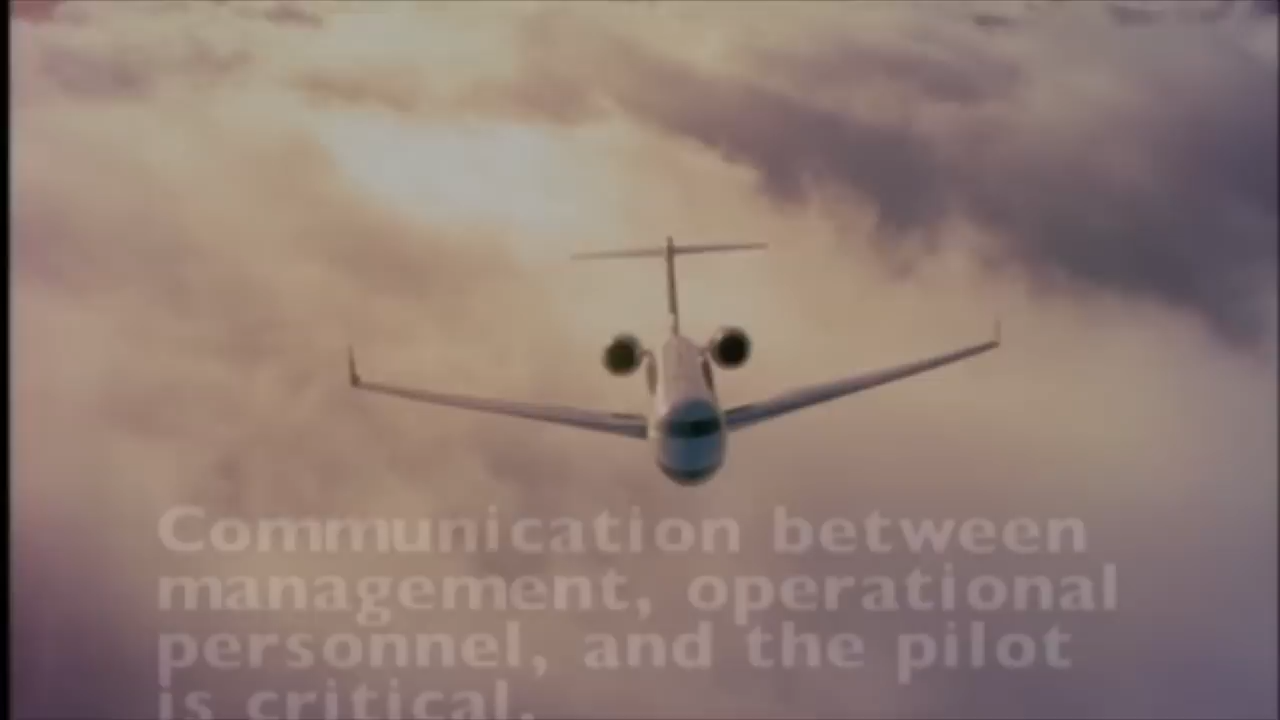 Communication between
management, operational
personnel, and the pilot
is critical.